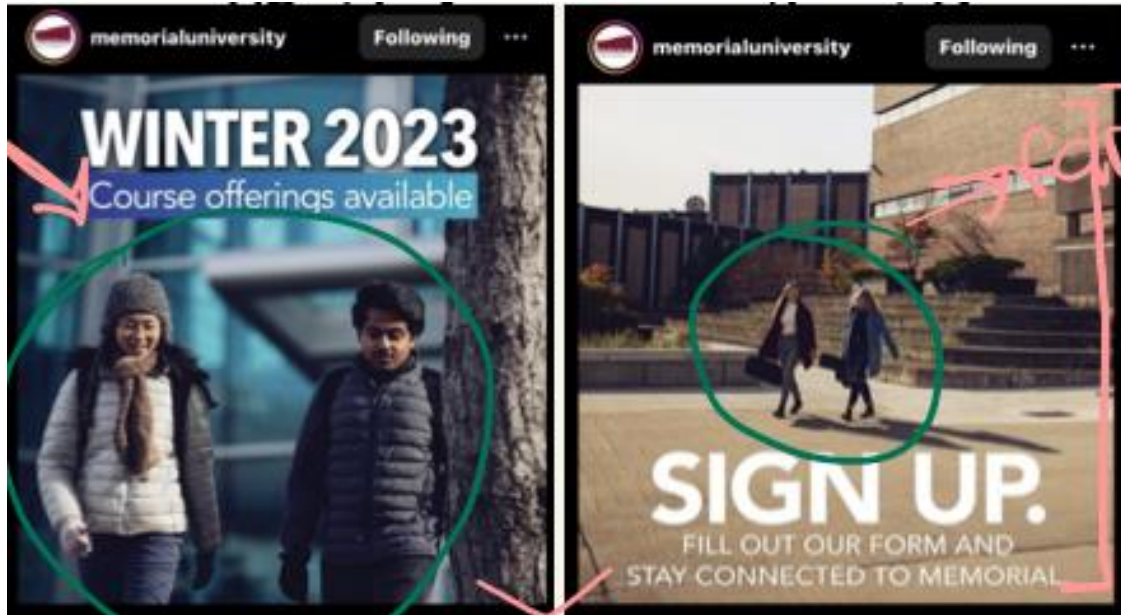 memorialuniversity
Following
WINTER 2023
Course offerings available
memorialuniversity
Following
SIGN UP.
FILL OUT OUR FORM AND
STAY CONNECTED TO MEMORIAL